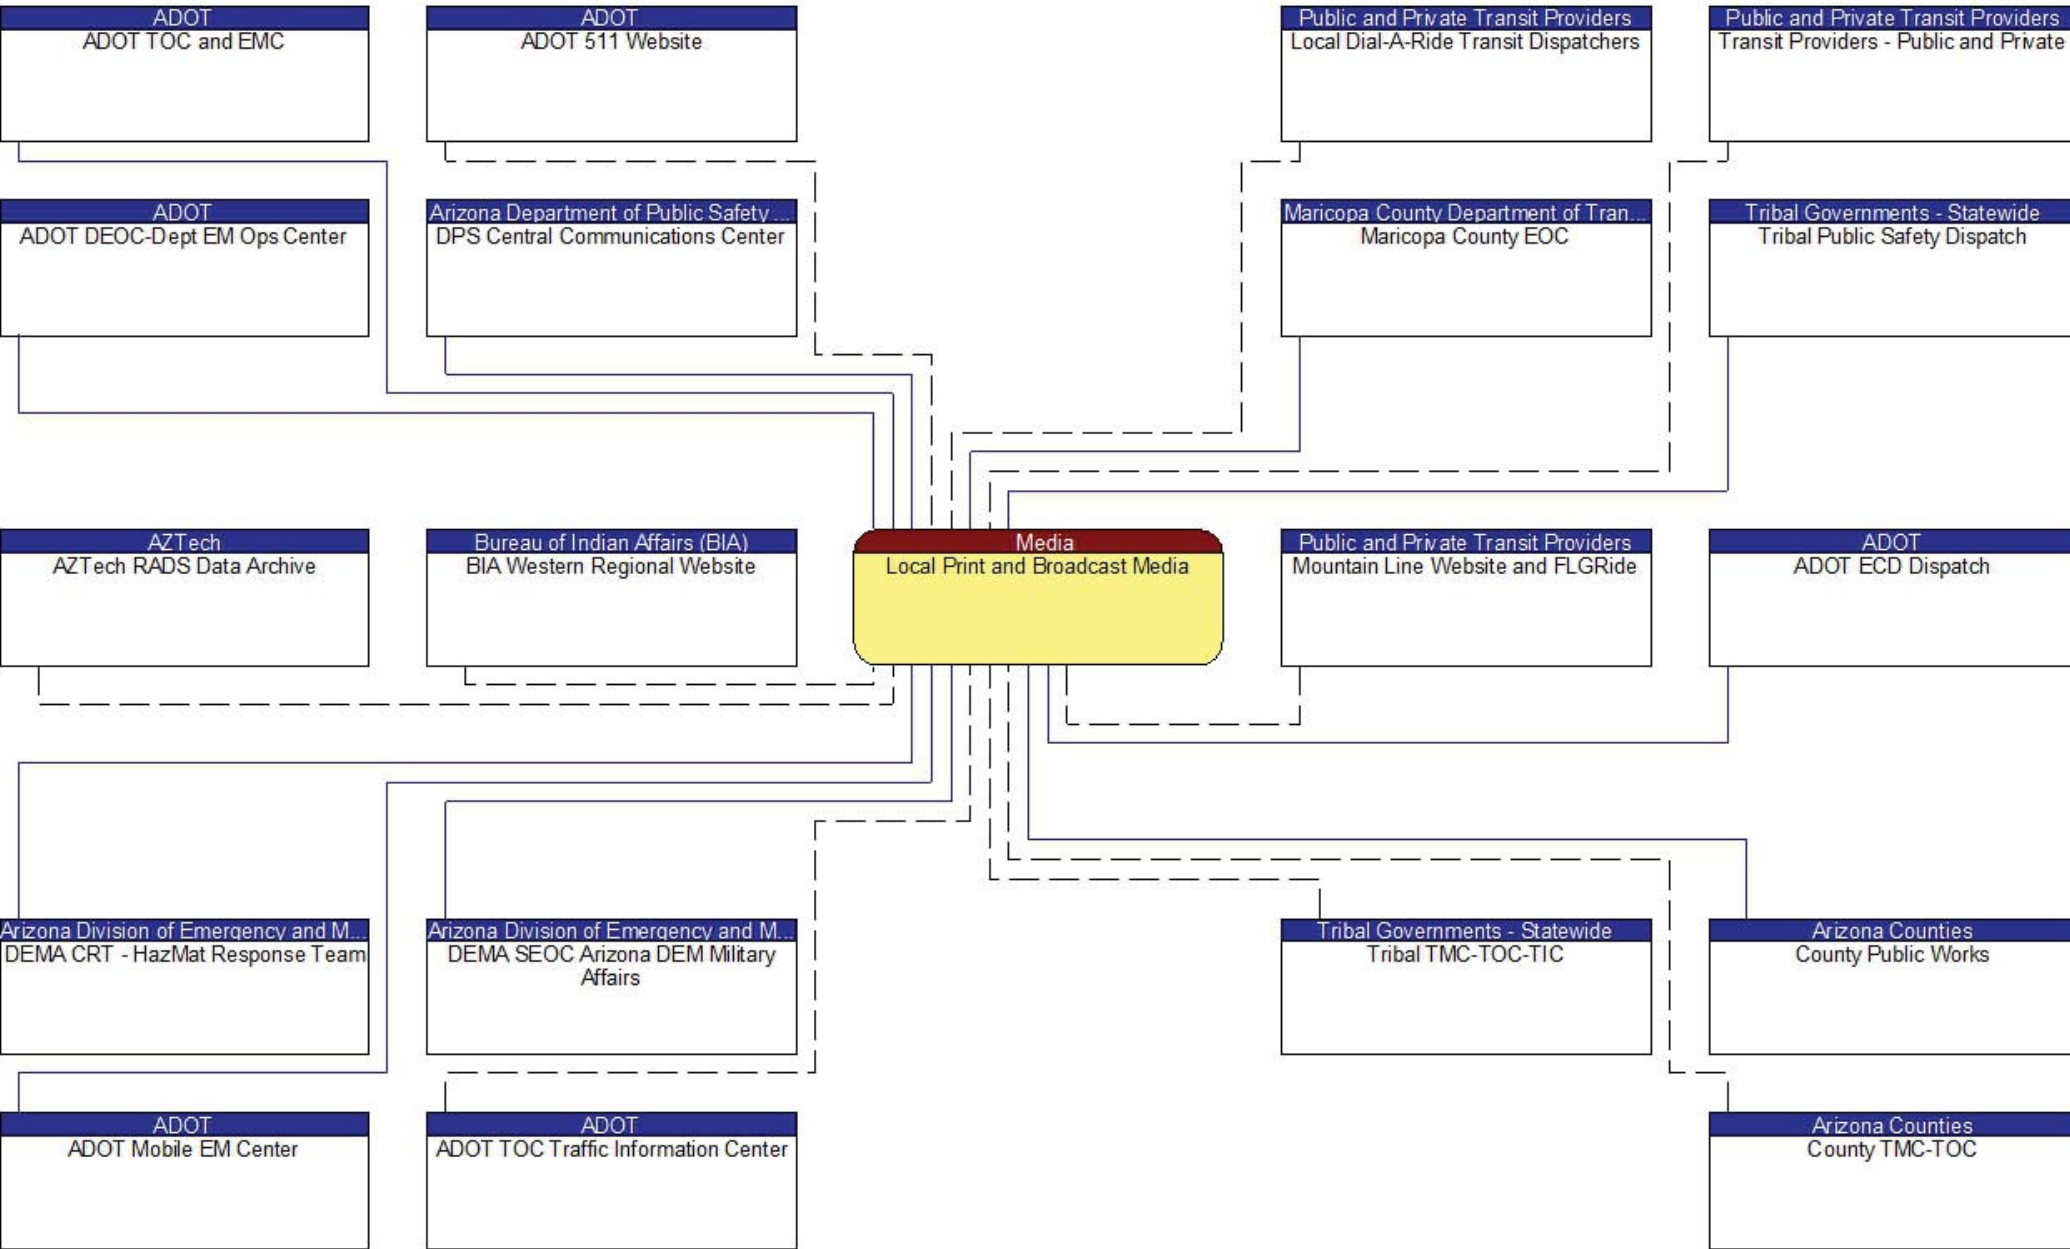 ADOT
ADOT TOC and EMC
ADOT
ADOT 511 Website
Public and Private Transit Providers
Local Dial-A-Ride Transit Dispatchers
Public and Private Transit Providers
Transit Providers - Public and Private
ADOT
ADOT DEOC-Dept EM Ops Center
Arizona Department of Public Safety ...
DPS Central Communications Center
Maricopa County Department of Tran...
Maricopa County EOC
Tribal Governments - Statewide
Tribal Public Safety Dispatch
AZTech
AZTech RADS Data Archive
Bureau of Indian Affairs (BIA)
BIA Western Regional Website
Media
Local Print and Broadcast Media
Public and Private Transit Providers
Mountain Line Website and FLGRide
ADOT
ADOT ECD Dispatch
Arizona Division of Emergency and M...
DEMA CRT - HazMat Response Team
Arizona Division of Emergency and M...
DEMA SEOC Arizona DEM Military
Affairs
Tribal Governments - Statewide
Tribal TMC-TOC-TIC
Arizona Counties
County Public Works
ADOT
ADOT Mobile EM Center
ADOT
ADOT TOC Traffic Information Center
Arizona Counties
County TMC-TOC